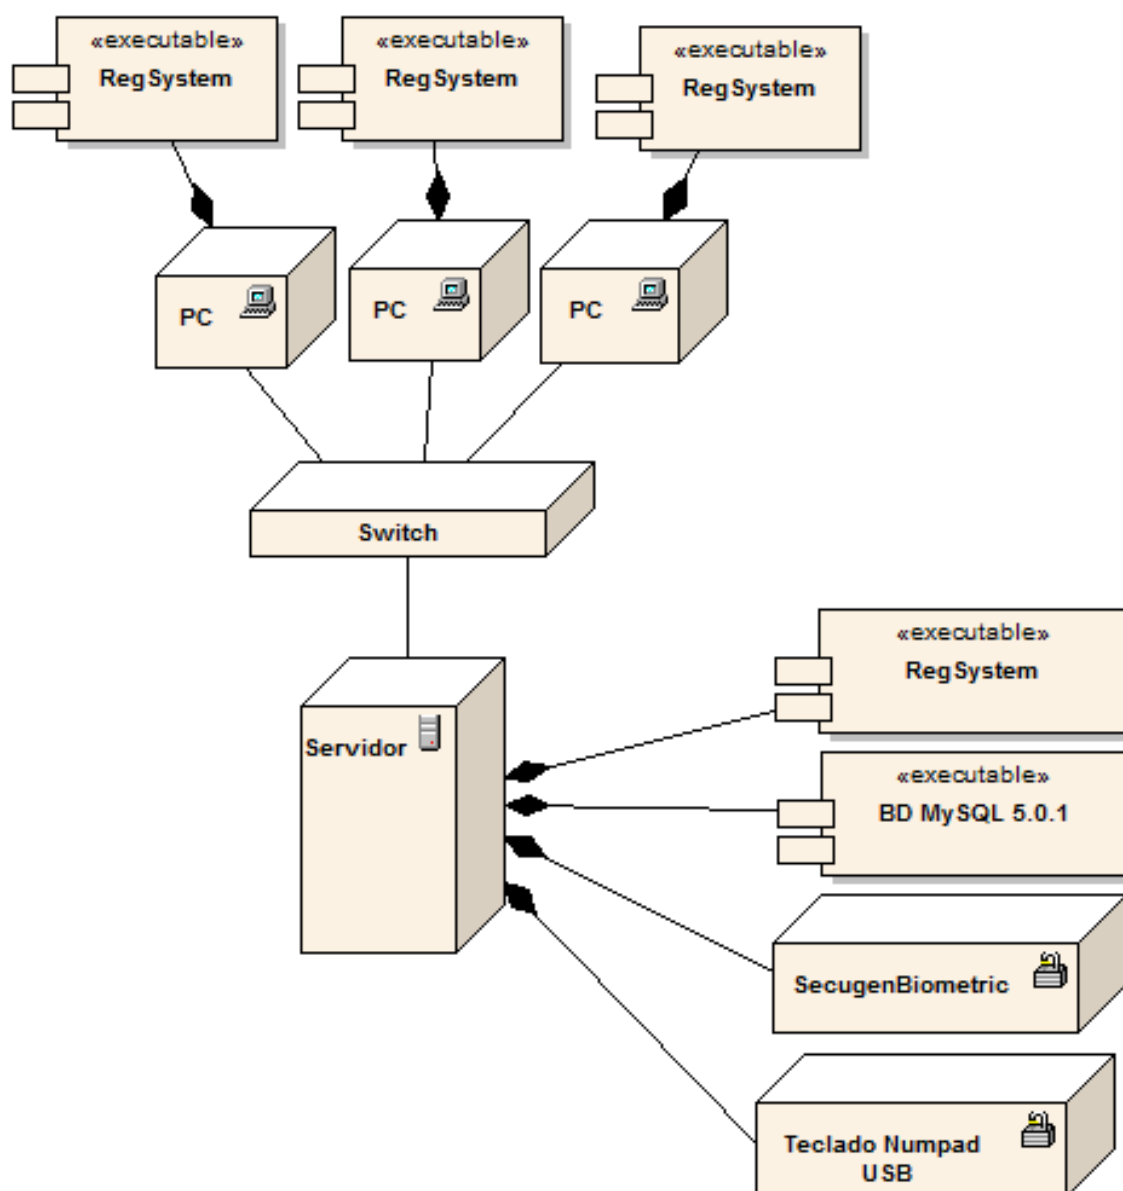 «executable»
RegSystem
«executable»
RegSystem
«executable»
RegSystem
PC
PC
PC
Switch
Servidor
«executable»
RegSystem
«executable»
BD MySQL 5.0.1
SecugenBiometric
Teclado Numpad
USB